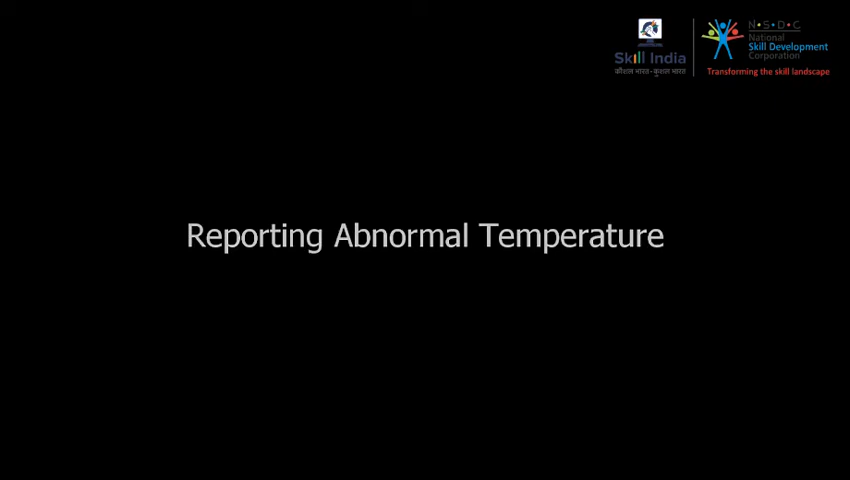 Skill India
कौशल भारत-कुशल भारत
N•S•D•C
National
Skill Development
Corporation
Transforming the skill landscape
Reporting Abnormal Temperature